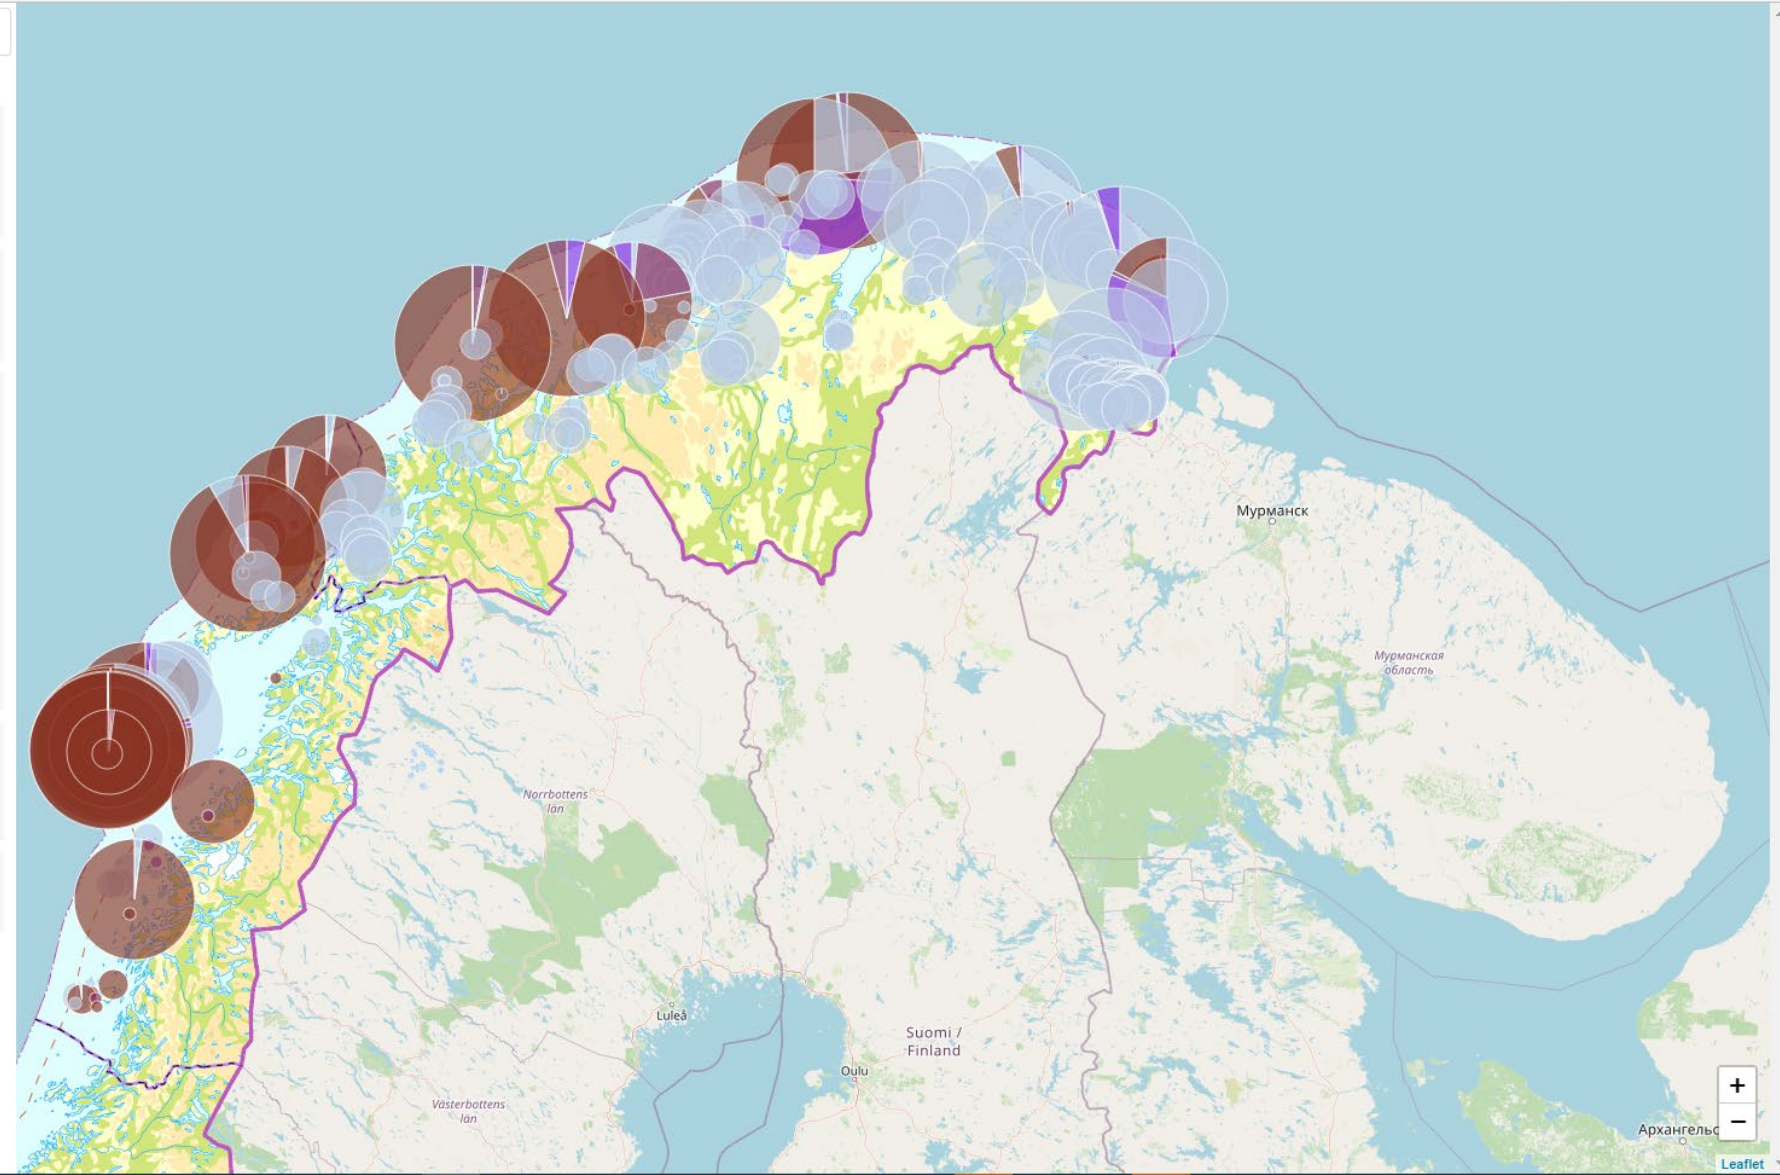 Мурманск
Мурманская
область
Norrbottens
län
Luleå
Suomi /
Finland
Oulu
Västerbottens
län
+
−
Архангельс
Leaflet